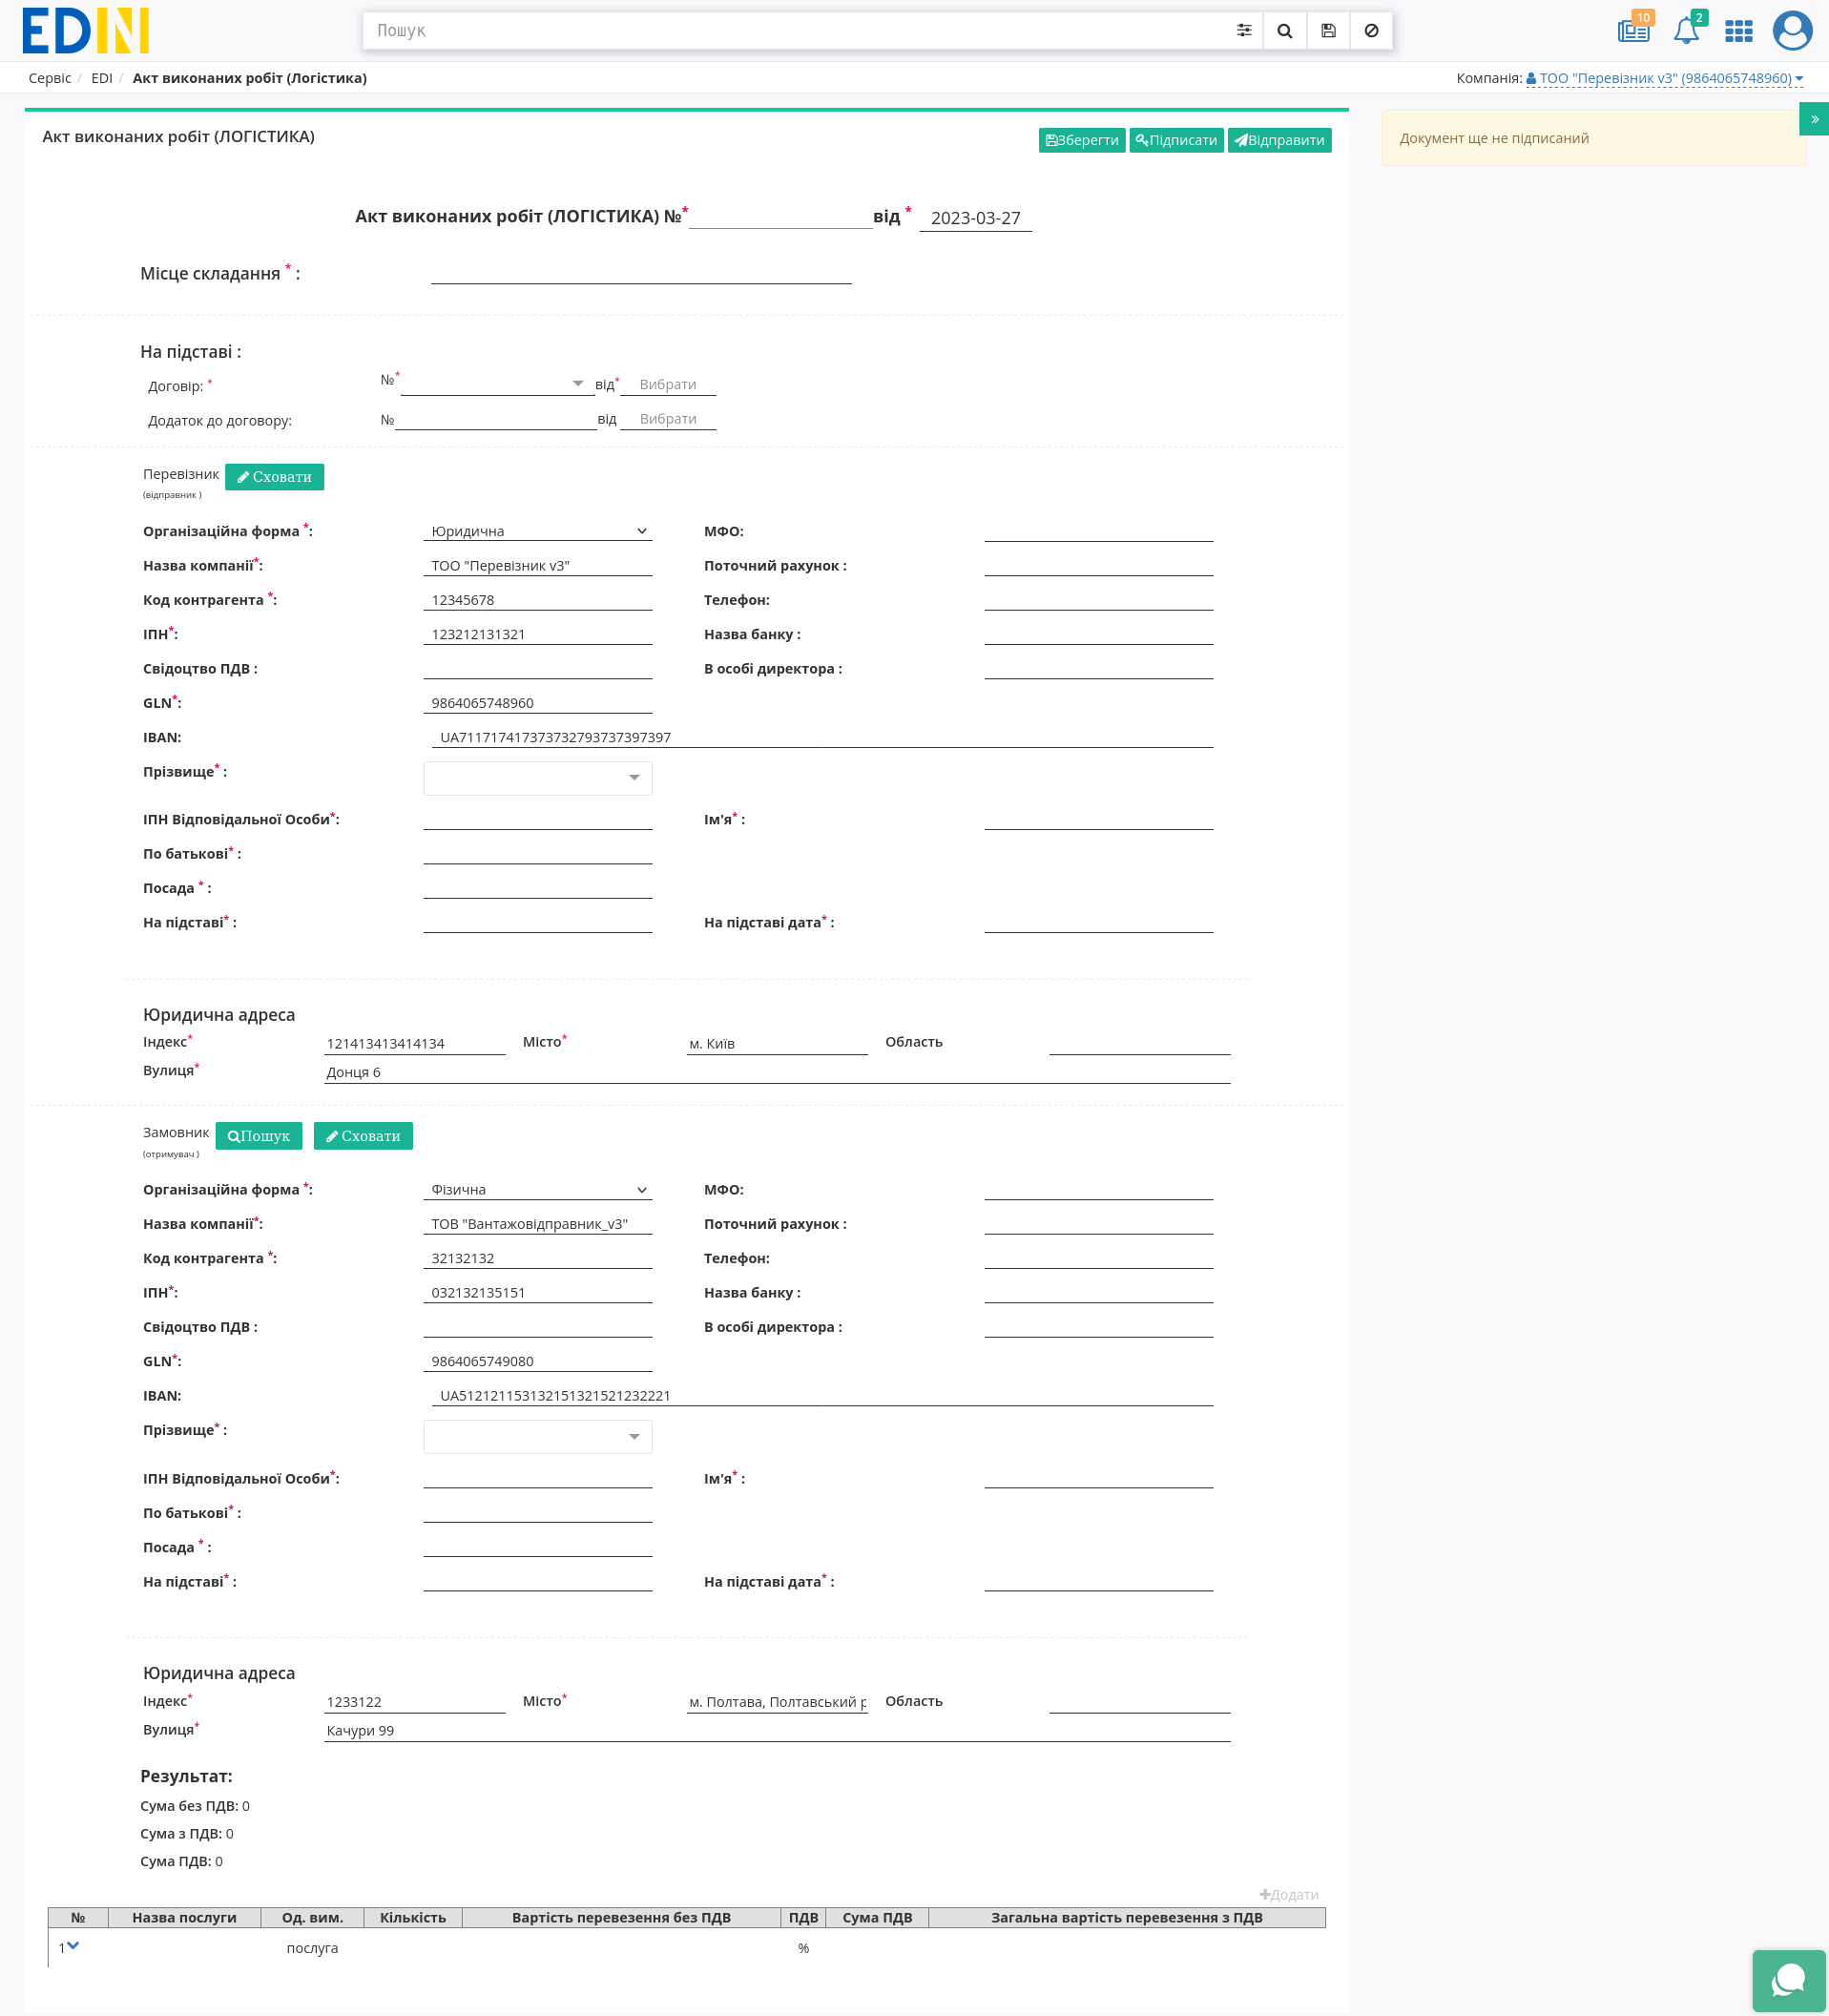 EDIN
Пошук
10
2
Сервіс / EDI / Акт виконаних робіт (Логістика)
Компанія: ТОО "Перевізник v3" (9864065748960)
Акт виконаних робіт (ЛОГІСТИКА)
Зберегти Підписати Відправити
Документ ще не підписаний
Акт виконаних робіт (ЛОГІСТИКА) №* від * 2023-03-27
Місце складання * :
На підставі :
Договір: * №* від* Вибрати
Додаток до договору: № від Вибрати
Перевізник Сховати
(відправник )
Організаційна форма *: Юридична МФО:
Назва компанії*: ТОО "Перевізник v3" Поточний рахунок :
Код контрагента *: 12345678 Телефон:
ІПН*: 123212131321 Назва банку :
Свідоцтво ПДВ : В особі директора :
GLN*: 9864065748960
IBAN: UA711717417373732793737397397
Прізвище* :
ІПН Відповідальної Особи*: Ім'я* :
По батькові* :
Посада * :
На підставі* : На підставі дата* :
Юридична адреса
Індекс* 121413413414134 Місто* м. Київ Область
Вулиця* Донця 6
Замовник Пошук Сховати
(отримувач )
Організаційна форма *: Фізична МФО:
Назва компанії*: ТОВ "Вантажовідправник_v3" Поточний рахунок :
Код контрагента *: 32132132 Телефон:
ІПН*: 032132135151 Назва банку :
Свідоцтво ПДВ : В особі директора :
GLN*: 9864065749080
IBAN: UA512121153132151321521232221
Прізвище* :
ІПН Відповідальної Особи*: Ім'я* :
По батькові* :
Посада * :
На підставі* : На підставі дата* :
Юридична адреса
Індекс* 1233122 Місто* м. Полтава, Полтавський р Область
Вулиця* Качури 99
Результат:
Сума без ПДВ: 0
Сума з ПДВ: 0
Сума ПДВ: 0
Додати
№ Назва послуги Од. вим. Кількість Вартість перевезення без ПДВ ПДВ Сума ПДВ Загальна вартість перевезення з ПДВ
1 послуга %